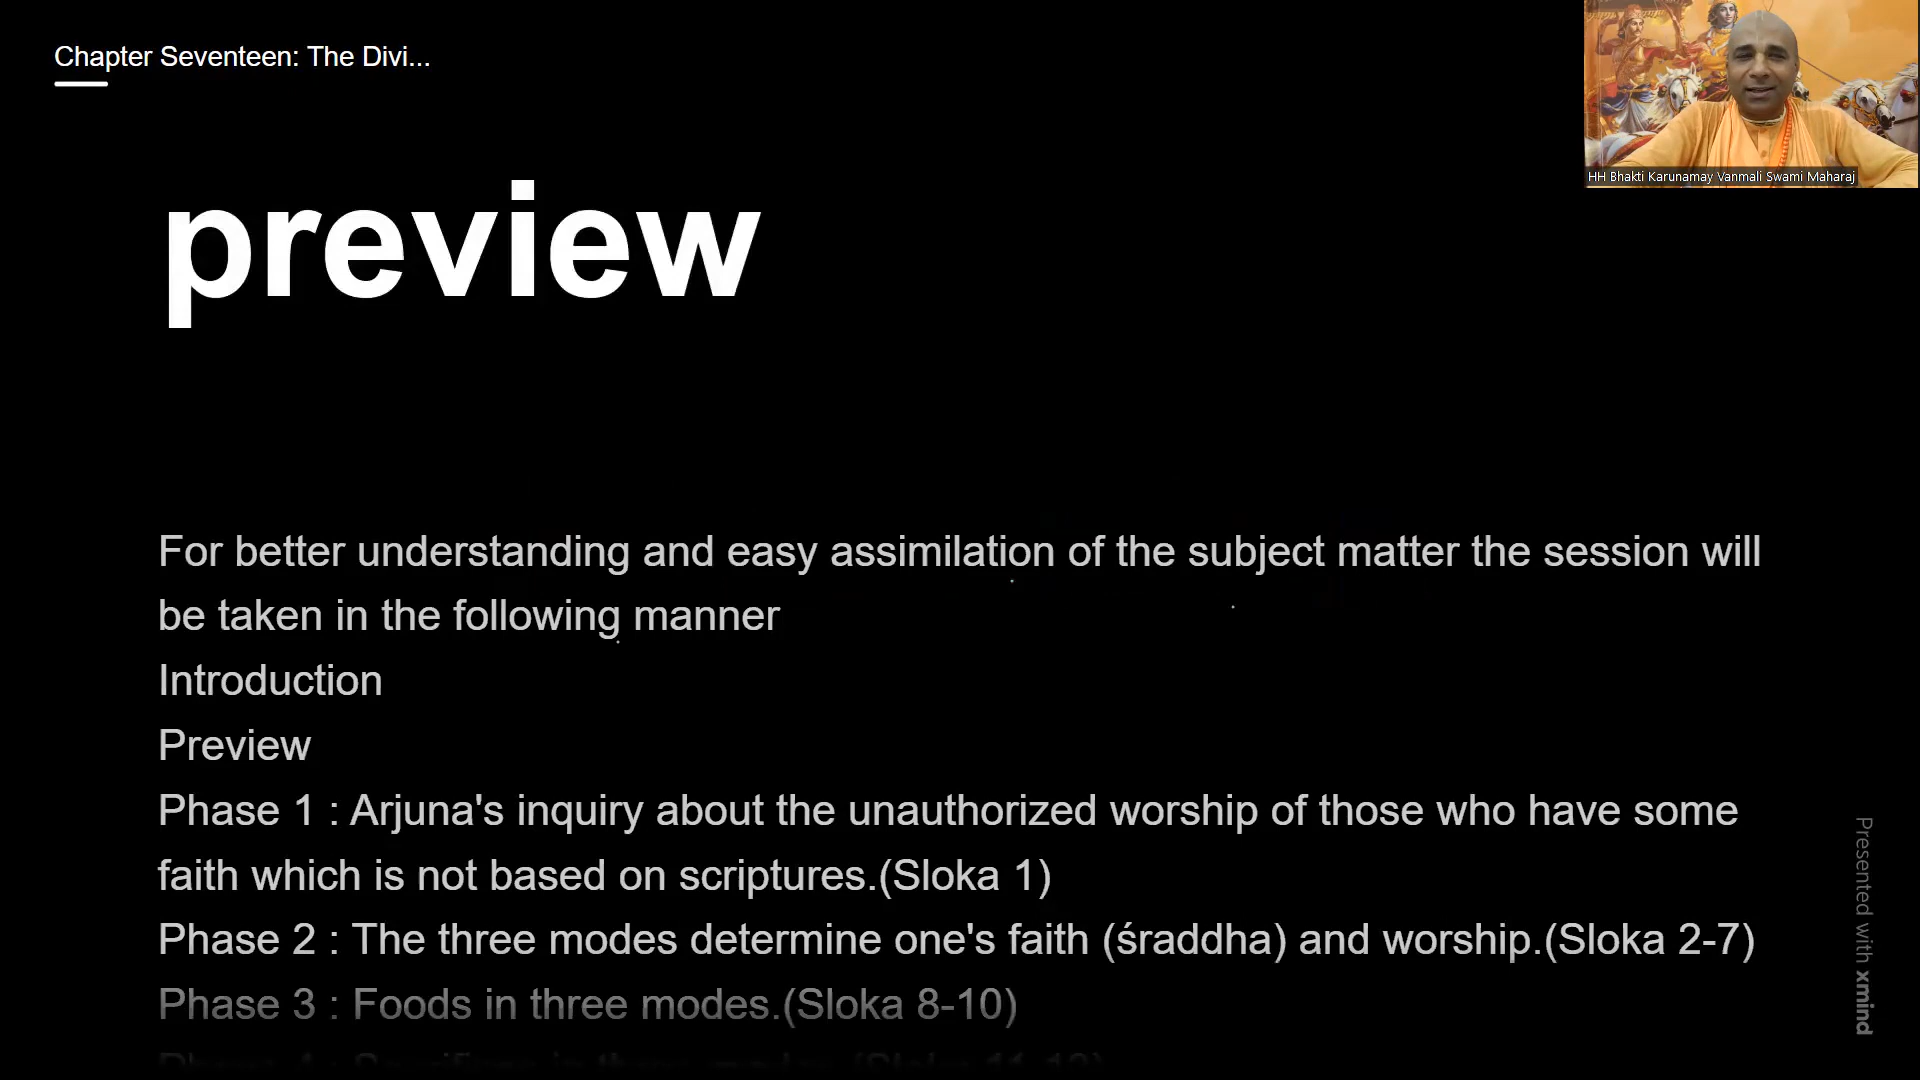 Chapter Seventeen: The Divi...
HH Bhakti Karunamay Vanmali Swami Maharaj
preview
For better understanding and easy assimilation of the subject matter the session will
be taken in the following manner
Introduction
Preview
Phase 1 : Arjuna's inquiry about the unauthorized worship of those who have some
faith which is not based on scriptures.(Sloka 1)
Phase 2 : The three modes determine one's faith (śraddha) and worship.(Sloka 2-7)
Phase 3 : Foods in three modes.(Sloka 8-10)
Presented with xmind